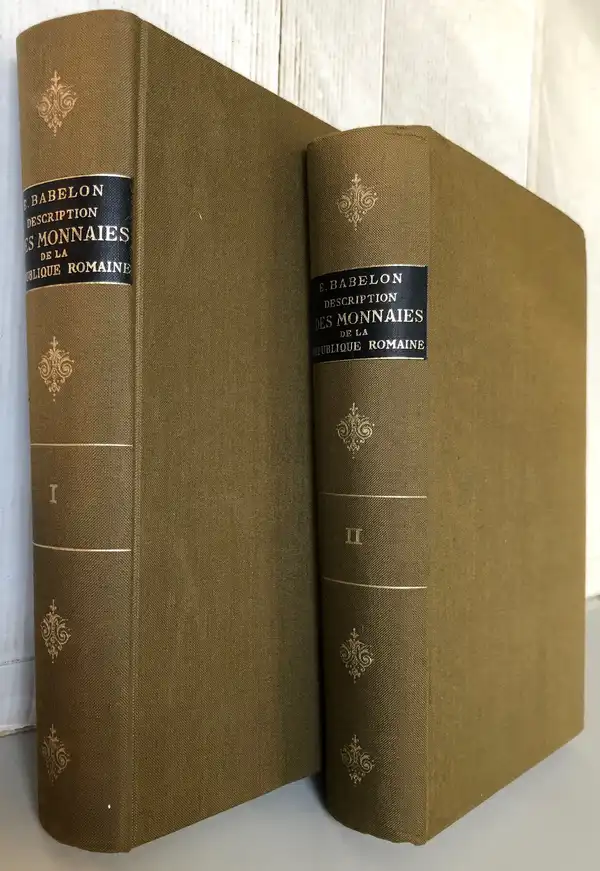 E. BABELON
DESCRIPTION
DES MONNAIES
DE LA
RÉPUBLIQUE ROMAINE
I
E. BABELON
DESCRIPTION
DES MONNAIES
DE LA
RÉPUBLIQUE ROMAINE
II